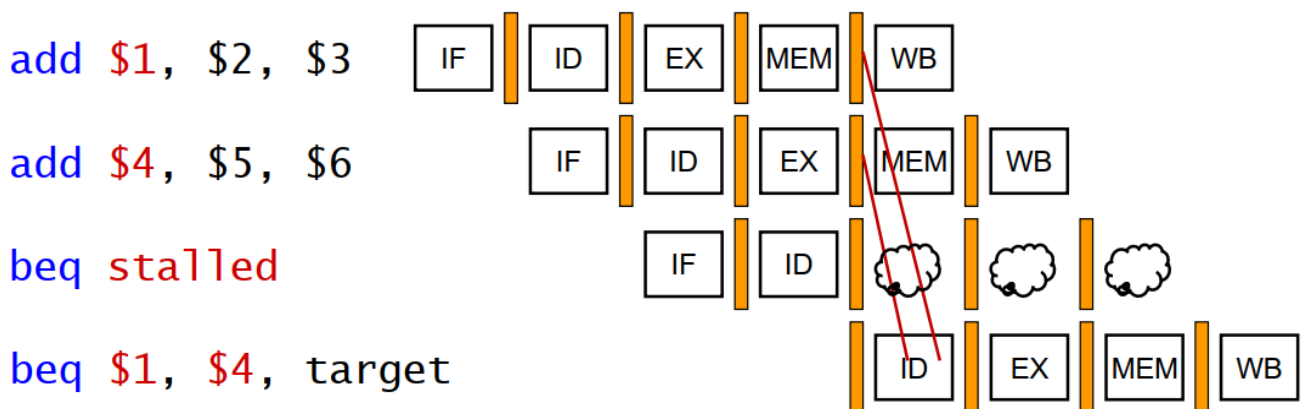 add $1, $2, $3 IF ID EX MEM WB
add $4, $5, $6 IF ID EX MEM WB
beq stalled IF ID
beq $1, $4, target ID EX MEM WB